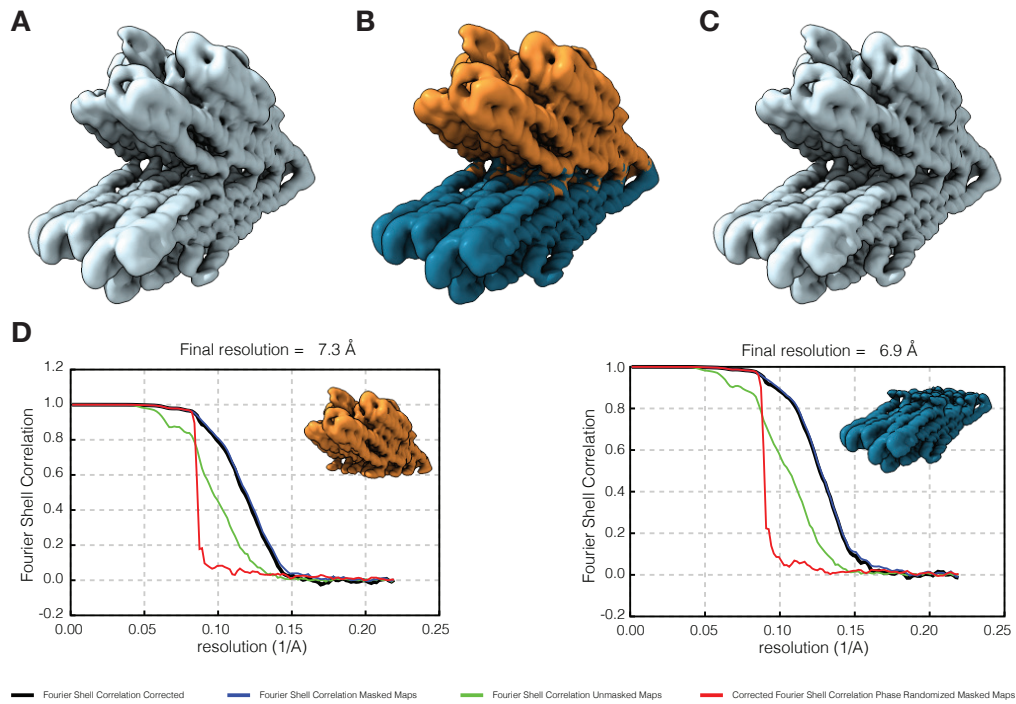 A
B
C
D
Final resolution = 7.3 Å
1.2
1.0
0.8
0.6
0.4
0.2
0.0
-0.2
Fourier Shell Correlation
0.00
0.05
0.10
0.15
0.20
0.25
resolution (1/A)
Final resolution = 6.9 Å
1.0
0.8
0.6
0.4
0.2
0.0
-0.2
Fourier Shell Correlation
0.00
0.05
0.10
0.15
0.20
0.25
resolution (1/A)
Fourier Shell Correlation Corrected
Fourier Shell Correlation Masked Maps
Fourier Shell Correlation Unmasked Maps
Corrected Fourier Shell Correlation Phase Randomized Masked Maps